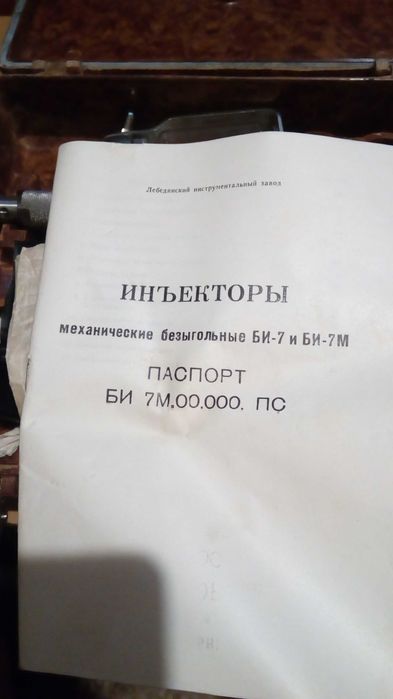 Лебедянский инструментальный завод
ИНЪЕКТОРЫ
механические безыгольные БИ-7 и БИ-7М
ПАСПОРТ
БИ 7М.00.000. ПС